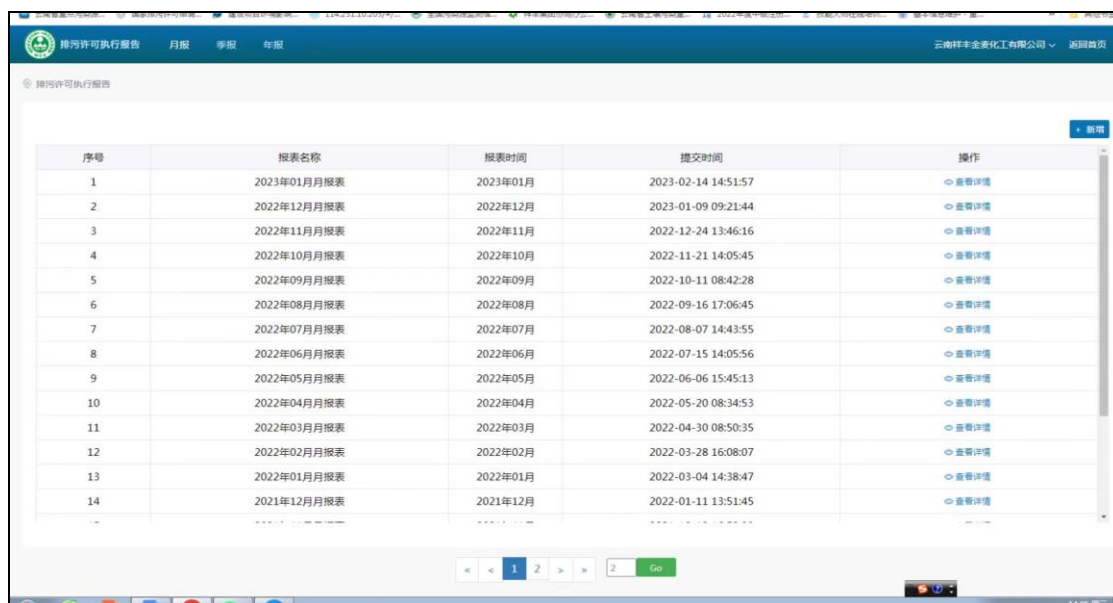 排污许可执行报告 月报 季报 年报 云南祥丰金麦化工有限公司 返回首页
排污许可执行报告
+ 新增
序号 报表名称 报表时间 提交时间 操作
1 2023年01月月报表 2023年01月 2023-02-14 14:51:57 查看详情
2 2022年12月月报表 2022年12月 2023-01-09 09:21:44 查看详情
3 2022年11月月报表 2022年11月 2022-12-24 13:46:16 查看详情
4 2022年10月月报表 2022年10月 2022-11-21 14:05:45 查看详情
5 2022年09月月报表 2022年09月 2022-10-11 08:42:28 查看详情
6 2022年08月月报表 2022年08月 2022-09-16 17:06:45 查看详情
7 2022年07月月报表 2022年07月 2022-08-07 14:43:55 查看详情
8 2022年06月月报表 2022年06月 2022-07-15 14:05:56 查看详情
9 2022年05月月报表 2022年05月 2022-06-06 15:45:13 查看详情
10 2022年04月月报表 2022年04月 2022-05-20 08:34:53 查看详情
11 2022年03月月报表 2022年03月 2022-04-30 08:50:35 查看详情
12 2022年02月月报表 2022年02月 2022-03-28 16:08:07 查看详情
13 2022年01月月报表 2022年01月 2022-03-04 14:38:47 查看详情
14 2021年12月月报表 2021年12月 2022-01-11 13:51:45 查看详情
« < 1 2 > » 2 Go